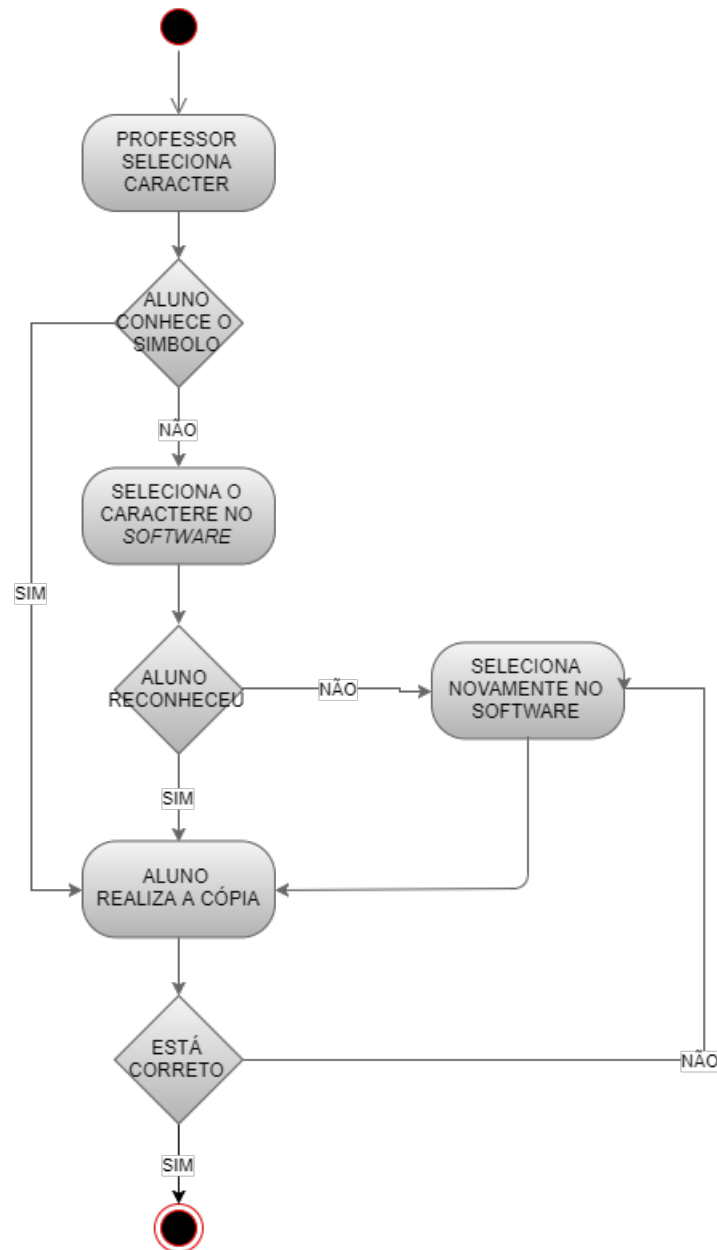 PROFESSOR
SELECIONA
CARACTER
ALUNO
CONHECE O
SIMBOLO
NÃO
SELECIONA O
CARACTERE NO
SOFTWARE
SIM
ALUNO
RECONHECEU
NÃO
SELECIONA
NOVAMENTE NO
SOFTWARE
SIM
ALUNO
REALIZA A CÓPIA
ESTÁ
CORRETO
NÃO
SIM